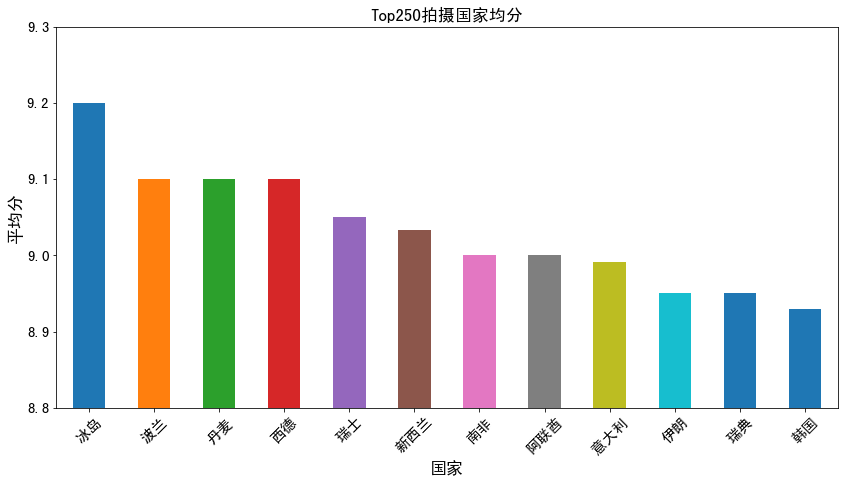 Top250拍摄国家均分
平均分
9.3
9.2
9.1
9.0
8.9
8.8
冰岛
波兰
丹麦
西德
瑞士
新西兰
南非
阿联酋
意大利
伊朗
瑞典
韩国
国家